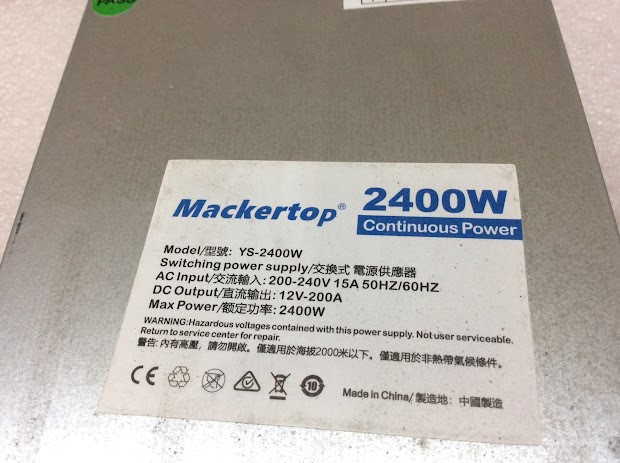 PASS
Mackertop® 2400W
Continuous Power
Model/型號: YS-2400W
Switching power supply/交換式 電源供應器
AC Input/交流輸入: 200-240V 15A 50HZ/60HZ
DC Output/直流输出: 12V-200A
Max Power/额定功率: 2400W
WARNING:Hazardous voltages contained with this power supply. Not user serviceable.
Return to service center for repair.
警告: 內有高壓，請勿開啟。僅適用於海拔2000米以下。僅適用於非熱帶氣候條件。
CE 10
Made in China/ 製造地: 中國製造